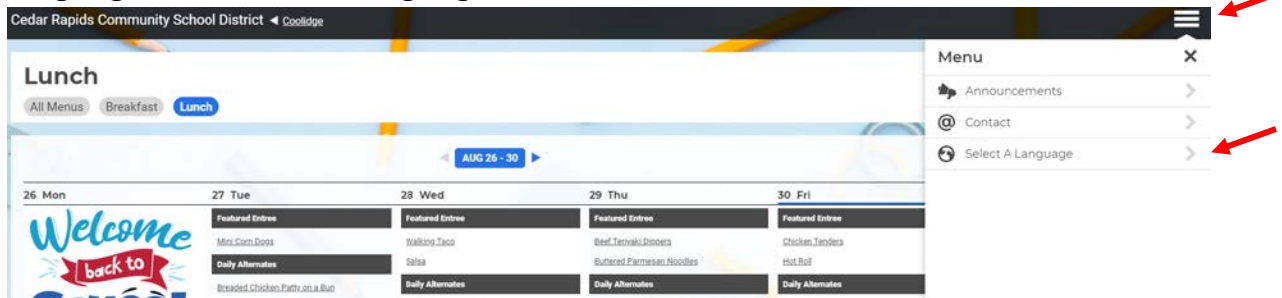 Cedar Rapids Community School District ◄ Coolidge
Menu
Lunch
All Menus Breakfast Lunch
Announcements
Contact
Select A Language
AUG 26 - 30
26 Mon 27 Tue 28 Wed 29 Thu 30 Fri
Welcome
back to
Featured Entree Featured Entree Featured Entree Featured Entree
Mini Corn Dogs Walking Taco Beef Teriyaki Dippers Chicken Tenders
Salsa Buttered Parmesan Noodles Hot Roll
Daily Alternates Daily Alternates Daily Alternates Daily Alternates
Breaded Chicken Patty on a Bun